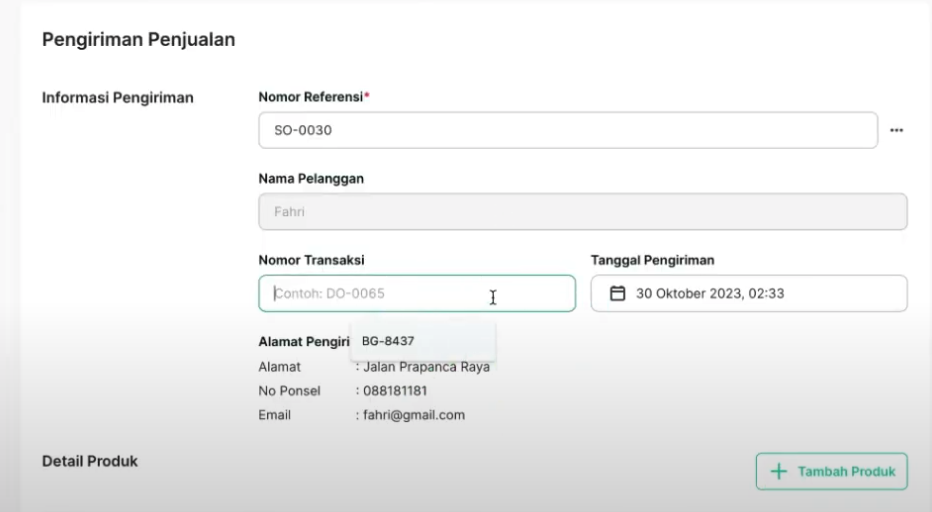 Pengiriman Penjualan
Informasi Pengiriman
Nomor Referensi*
SO-0030
Nama Pelanggan
Fahri
Nomor Transaksi
Tanggal Pengiriman
Contoh: DO-0065
30 Oktober 2023, 02:33
Alamat Pengiri
BG-8437
Alamat : Jalan Prapanca Raya
No Ponsel : 088181181
Email : fahri@gmail.com
Detail Produk
Tambah Produk